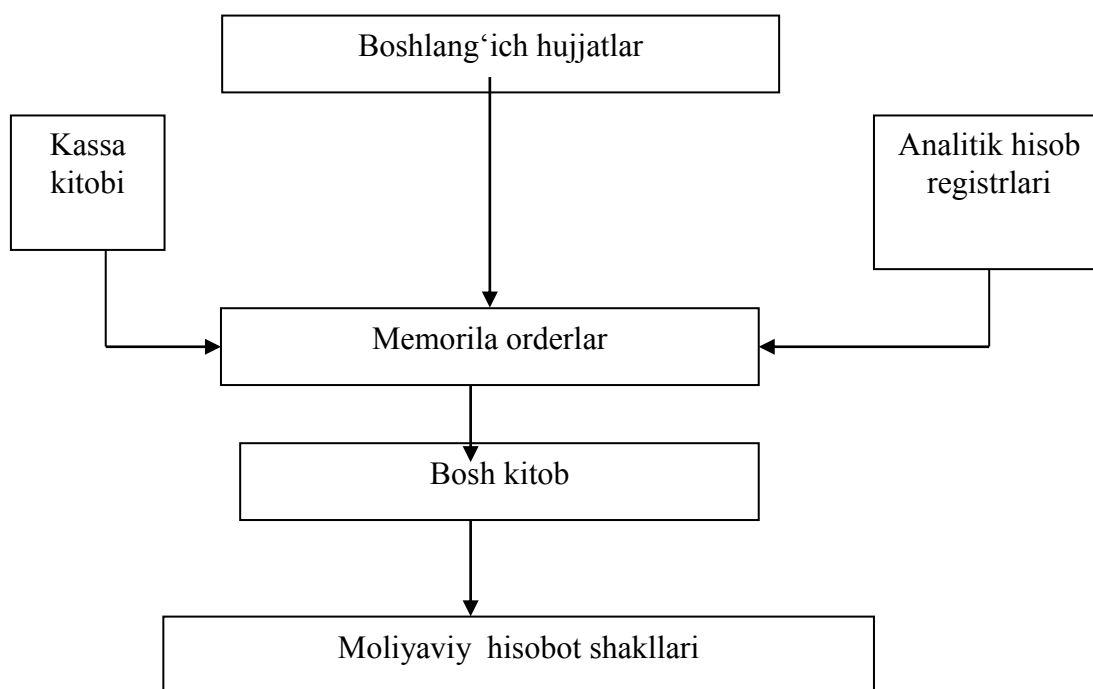 Boshlang‘ich hujjatlar
Kassa
kitobi
Analitik hisob
registrlari
Memorila orderlar
Bosh kitob
Moliyaviy hisobot shakllari